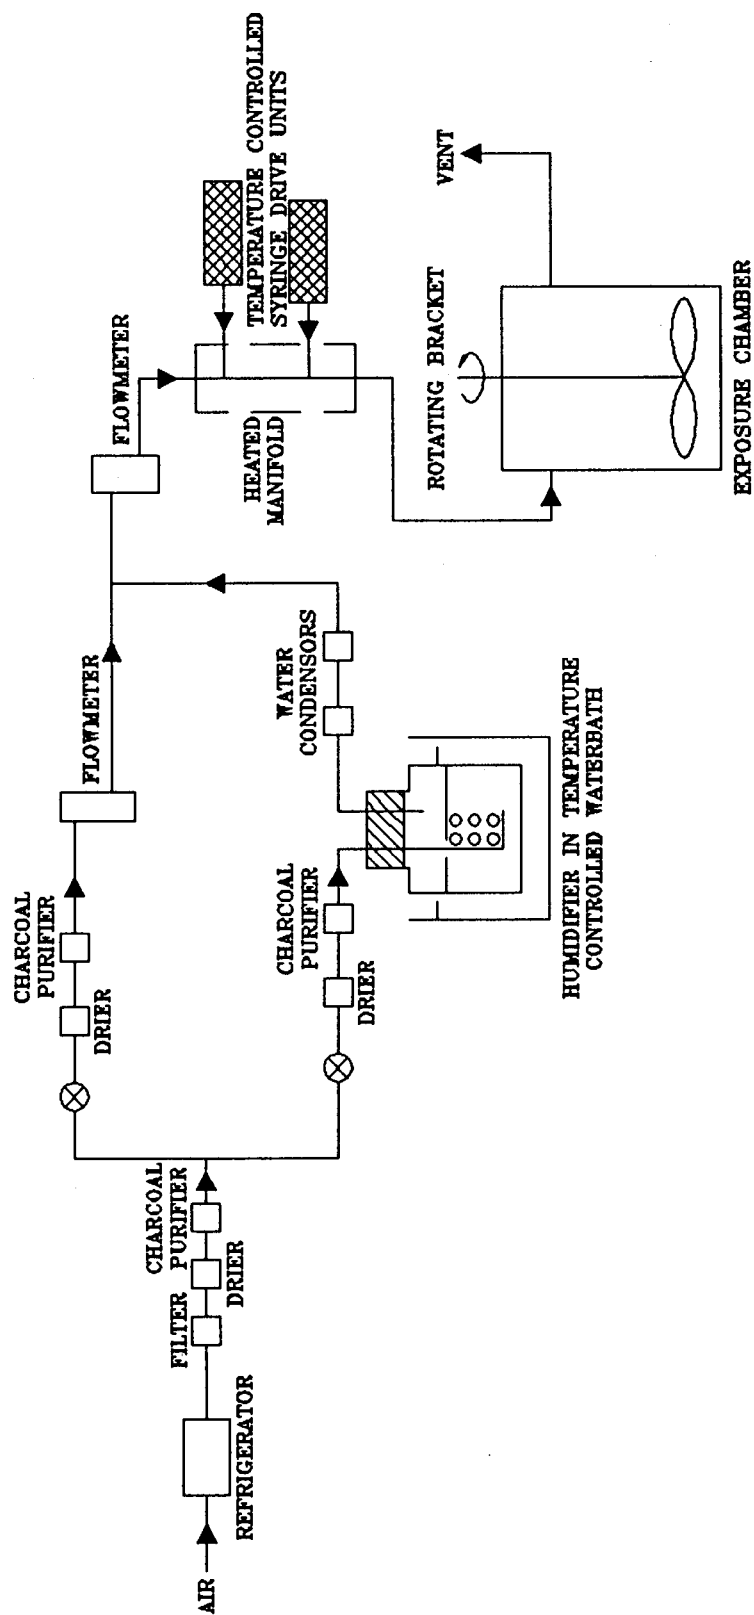 AIR
REFRIGERATOR
FILTER
DRIER
CHARCOAL
PURIFIER
CHARCOAL
PURIFIER
DRIER
FLOWMETER
CHARCOAL
PURIFIER
DRIER
HUMIDIFIER IN TEMPERATURE
CONTROLLED WATERBATH
WATER
CONDENSORS
FLOWMETER
HEATED
MANIFOLD
TEMPERATURE CONTROLLED
SYRINGE DRIVE UNITS
ROTATING BRACKET
VENT
EXPOSURE CHAMBER